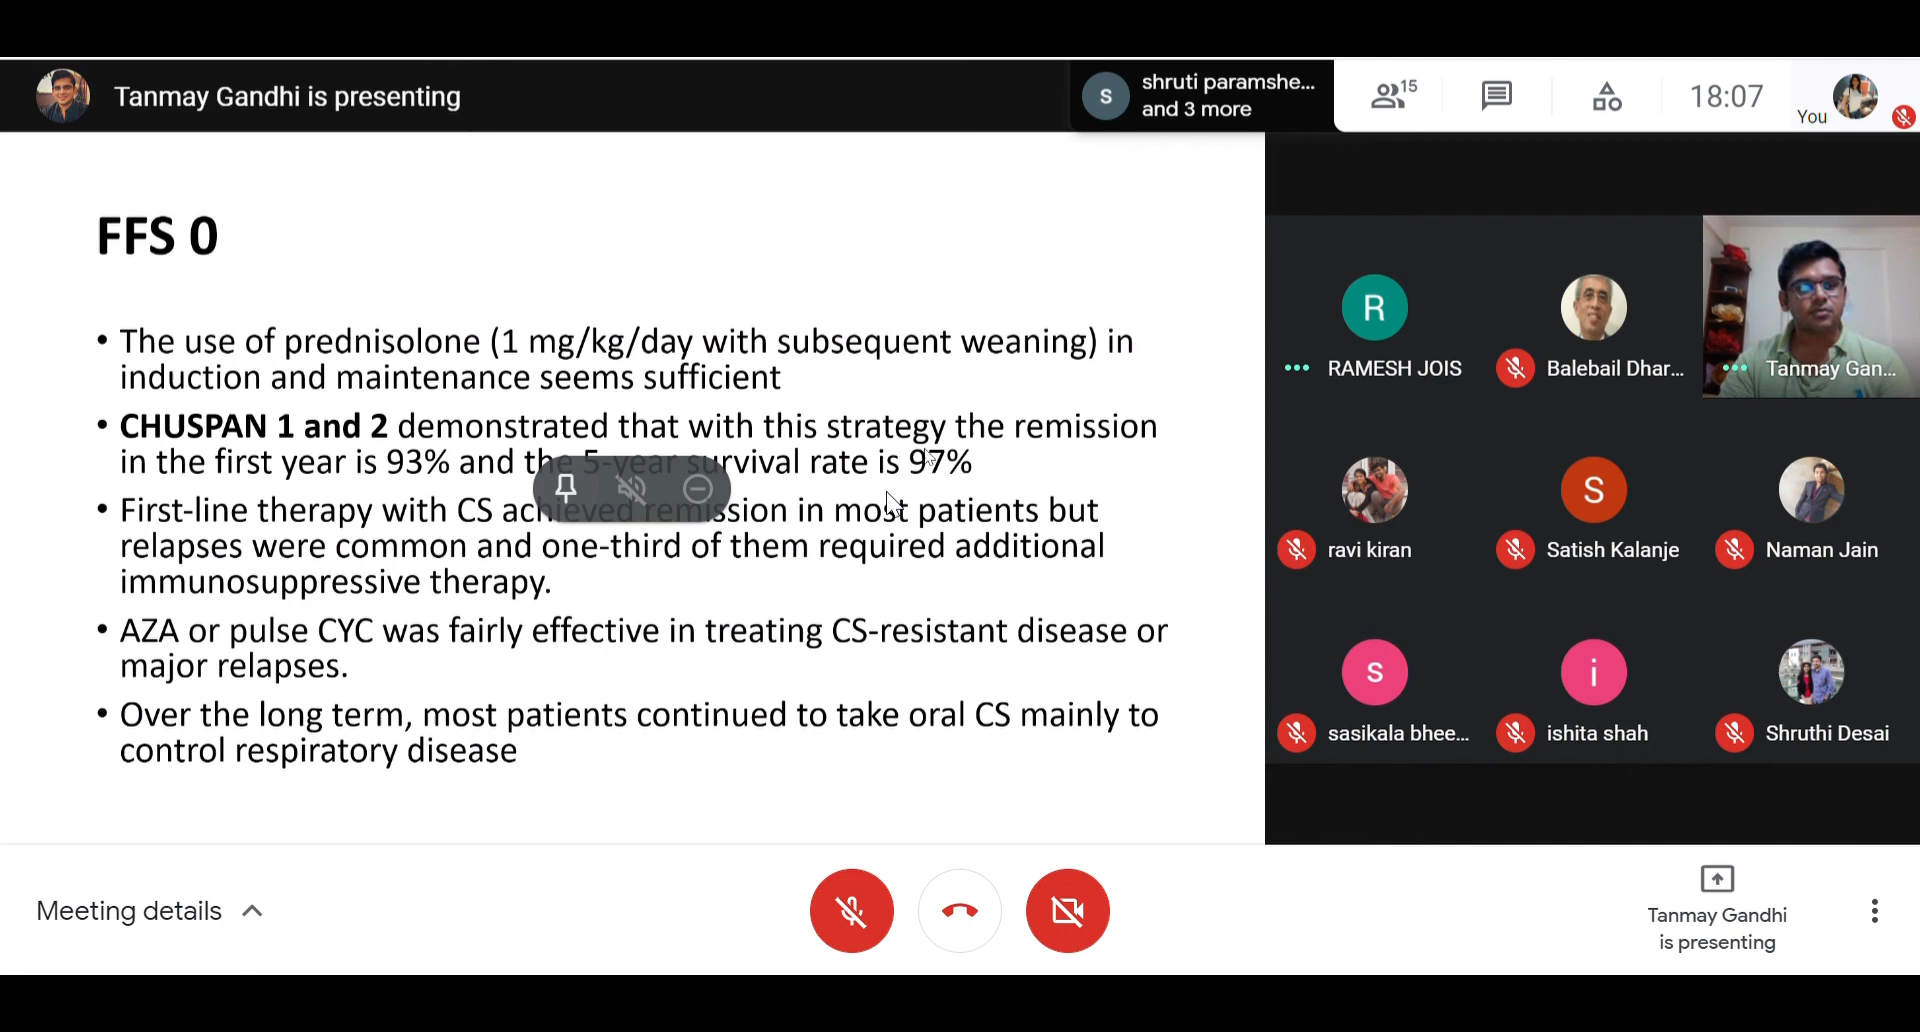 Tanmay Gandhi is presenting
s
shruti paramshe...
and 3 more
15
18:07
You
FFS 0
• The use of prednisolone (1 mg/kg/day with subsequent weaning) in
induction and maintenance seems sufficient
• CHUSPAN 1 and 2 demonstrated that with this strategy the remission
in the first year is 93% and the 5-year survival rate is 97%
• First-line therapy with CS achieved remission in most patients but
relapses were common and one-third of them required additional
immunosuppressive therapy.
• AZA or pulse CYC was fairly effective in treating CS-resistant disease or
major relapses.
• Over the long term, most patients continued to take oral CS mainly to
control respiratory disease
R
RAMESH JOIS
Balebail Dhar...
Tanmay Gan...
ravi kiran
S
Satish Kalanje
Naman Jain
s
sasikala bhee...
i
ishita shah
Shruthi Desai
Meeting details
Tanmay Gandhi
is presenting